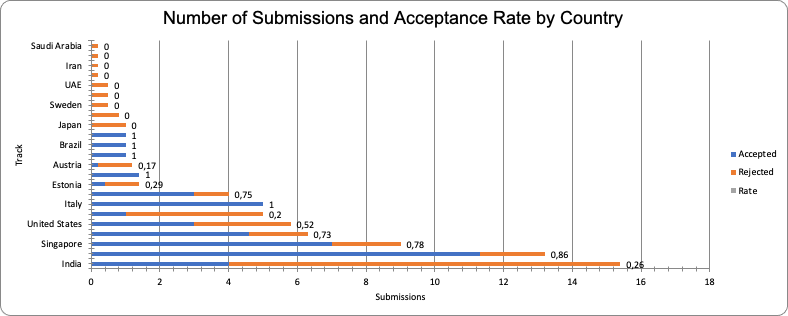 Number of Submissions and Acceptance Rate by Country
Saudi Arabia 0
0
Iran 0
0
UAE 0
0
Sweden 0
0
Japan 0
1
Brazil 1
1
Austria 0,17
1
Estonia 0,29
0,75
Italy 1
0,2
United States 0,52
0,73
Singapore 0,78
0,86
India 0,26
0 2 4 6 8 10 12 14 16 18
Submissions
Track
Accepted
Rejected
Rate